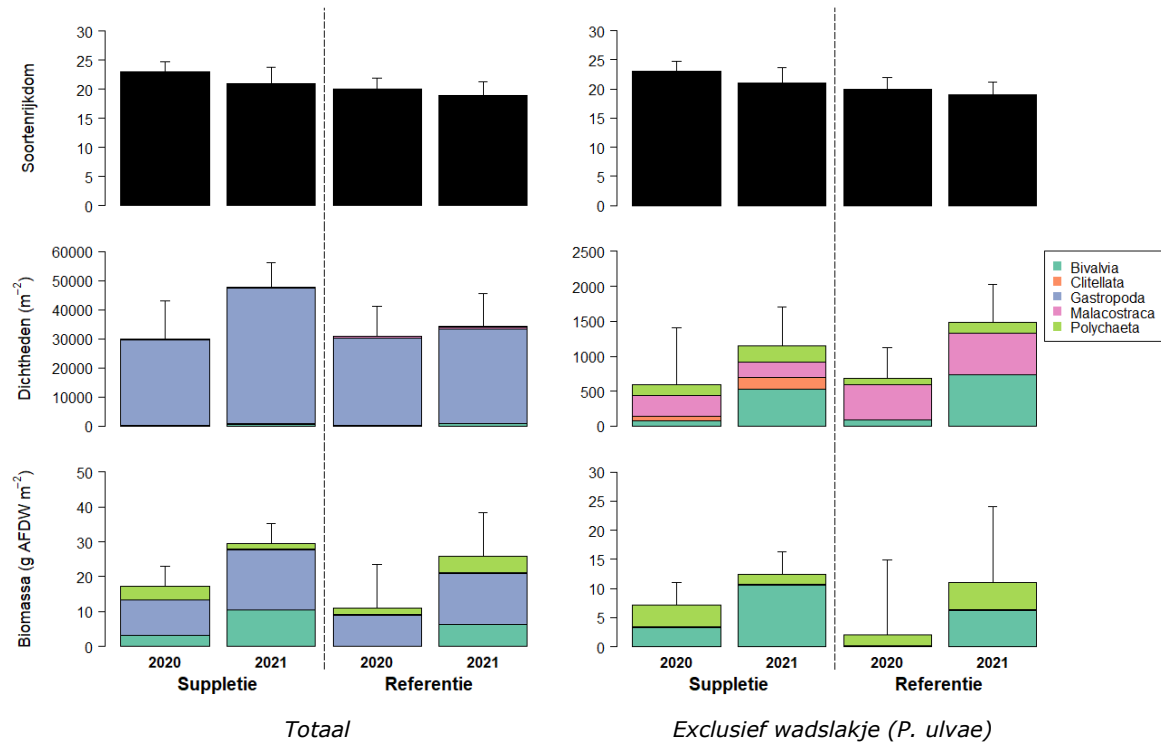 Soortenrijkdom
30
25
20
15
10
5
0
30
25
20
15
10
5
0
Dichtheden (m⁻²)
60000
50000
40000
30000
20000
10000
0
2500
2000
1500
1000
500
0
Bivalvia
Clitellata
Gastropoda
Malacostraca
Polychaeta
Biomassa (g AFDW m⁻²)
50
40
30
20
10
0
30
25
20
15
10
5
0
2020 2021 2020 2021
Suppletie Referentie
2020 2021 2020 2021
Suppletie Referentie
Totaal
Exclusief wadslakje (P. ulvae)